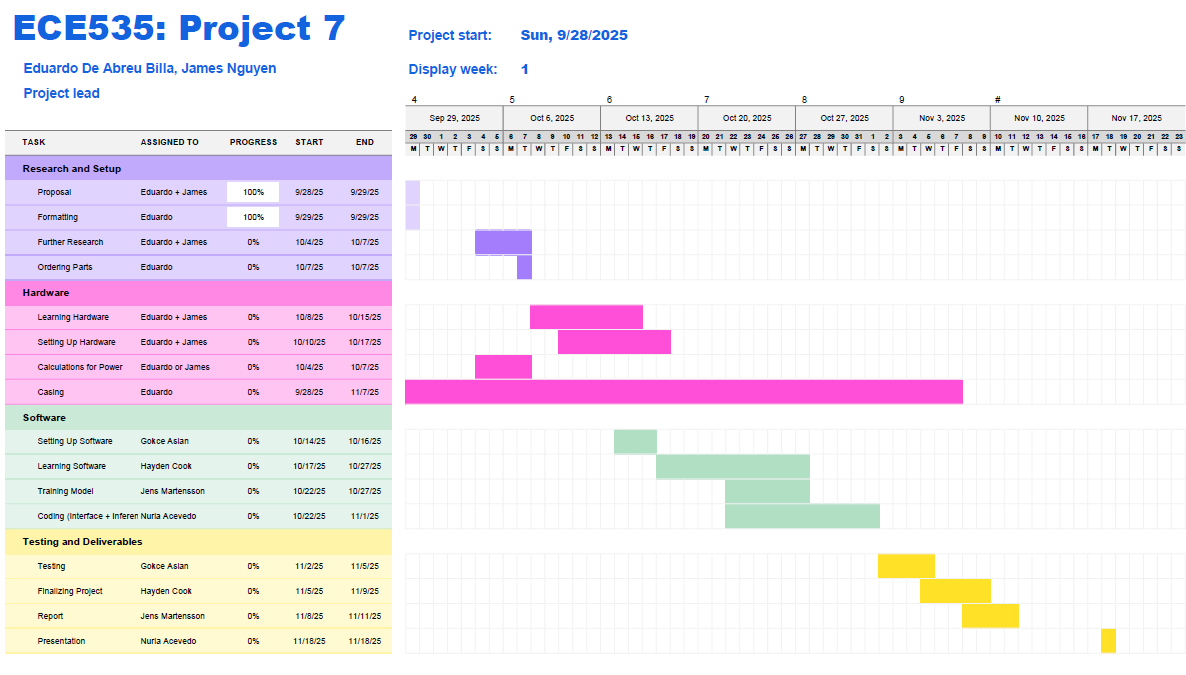 ECE535: Project 7
Project start: Sun, 9/28/2025
Eduardo De Abreu Billa, James Nguyen
Display week: 1
Project lead
4 5 6 7 8 9 #
Sep 29, 2025 Oct 6, 2025 Oct 13, 2025 Oct 20, 2025 Oct 27, 2025 Nov 3, 2025 Nov 10, 2025 Nov 17, 2025
29 30 1 2 3 4 5 6 7 8 9 10 11 12 13 14 15 16 17 18 19 20 21 22 23 24 25 26 27 28 29 30 31 1 2 3 4 5 6 7 8 9 10 11 12 13 14 15 16 17 18 19 20 21 22 23
TASK ASSIGNED TO PROGRESS START END
M T W T F S S M T W T F S S M T W T F S S M T W T F S S M T W T F S S M T W T F S S M T W T F S S M T W T F S S
Research and Setup
Proposal Eduardo + James 100% 9/28/25 9/29/25
Formatting Eduardo 100% 9/29/25 9/29/25
Further Research Eduardo + James 0% 10/4/25 10/7/25
Ordering Parts Eduardo 0% 10/7/25 10/7/25
Hardware
Learning Hardware Eduardo + James 0% 10/8/25 10/15/25
Setting Up Hardware Eduardo + James 0% 10/10/25 10/17/25
Calculations for Power Eduardo or James 0% 10/4/25 10/7/25
Casing Eduardo 0% 9/28/25 11/7/25
Software
Setting Up Software Gokce Aslan 0% 10/14/25 10/16/25
Learning Software Hayden Cook 0% 10/17/25 10/27/25
Training Model Jens Martensson 0% 10/22/25 10/27/25
Coding (Interface + Inferen Nuria Acevedo 0% 10/22/25 11/1/25
Testing and Deliverables
Testing Gokce Aslan 0% 11/2/25 11/5/25
Finalizing Project Hayden Cook 0% 11/5/25 11/9/25
Report Jens Martensson 0% 11/8/25 11/11/25
Presentation Nuria Acevedo 0% 11/18/25 11/18/25